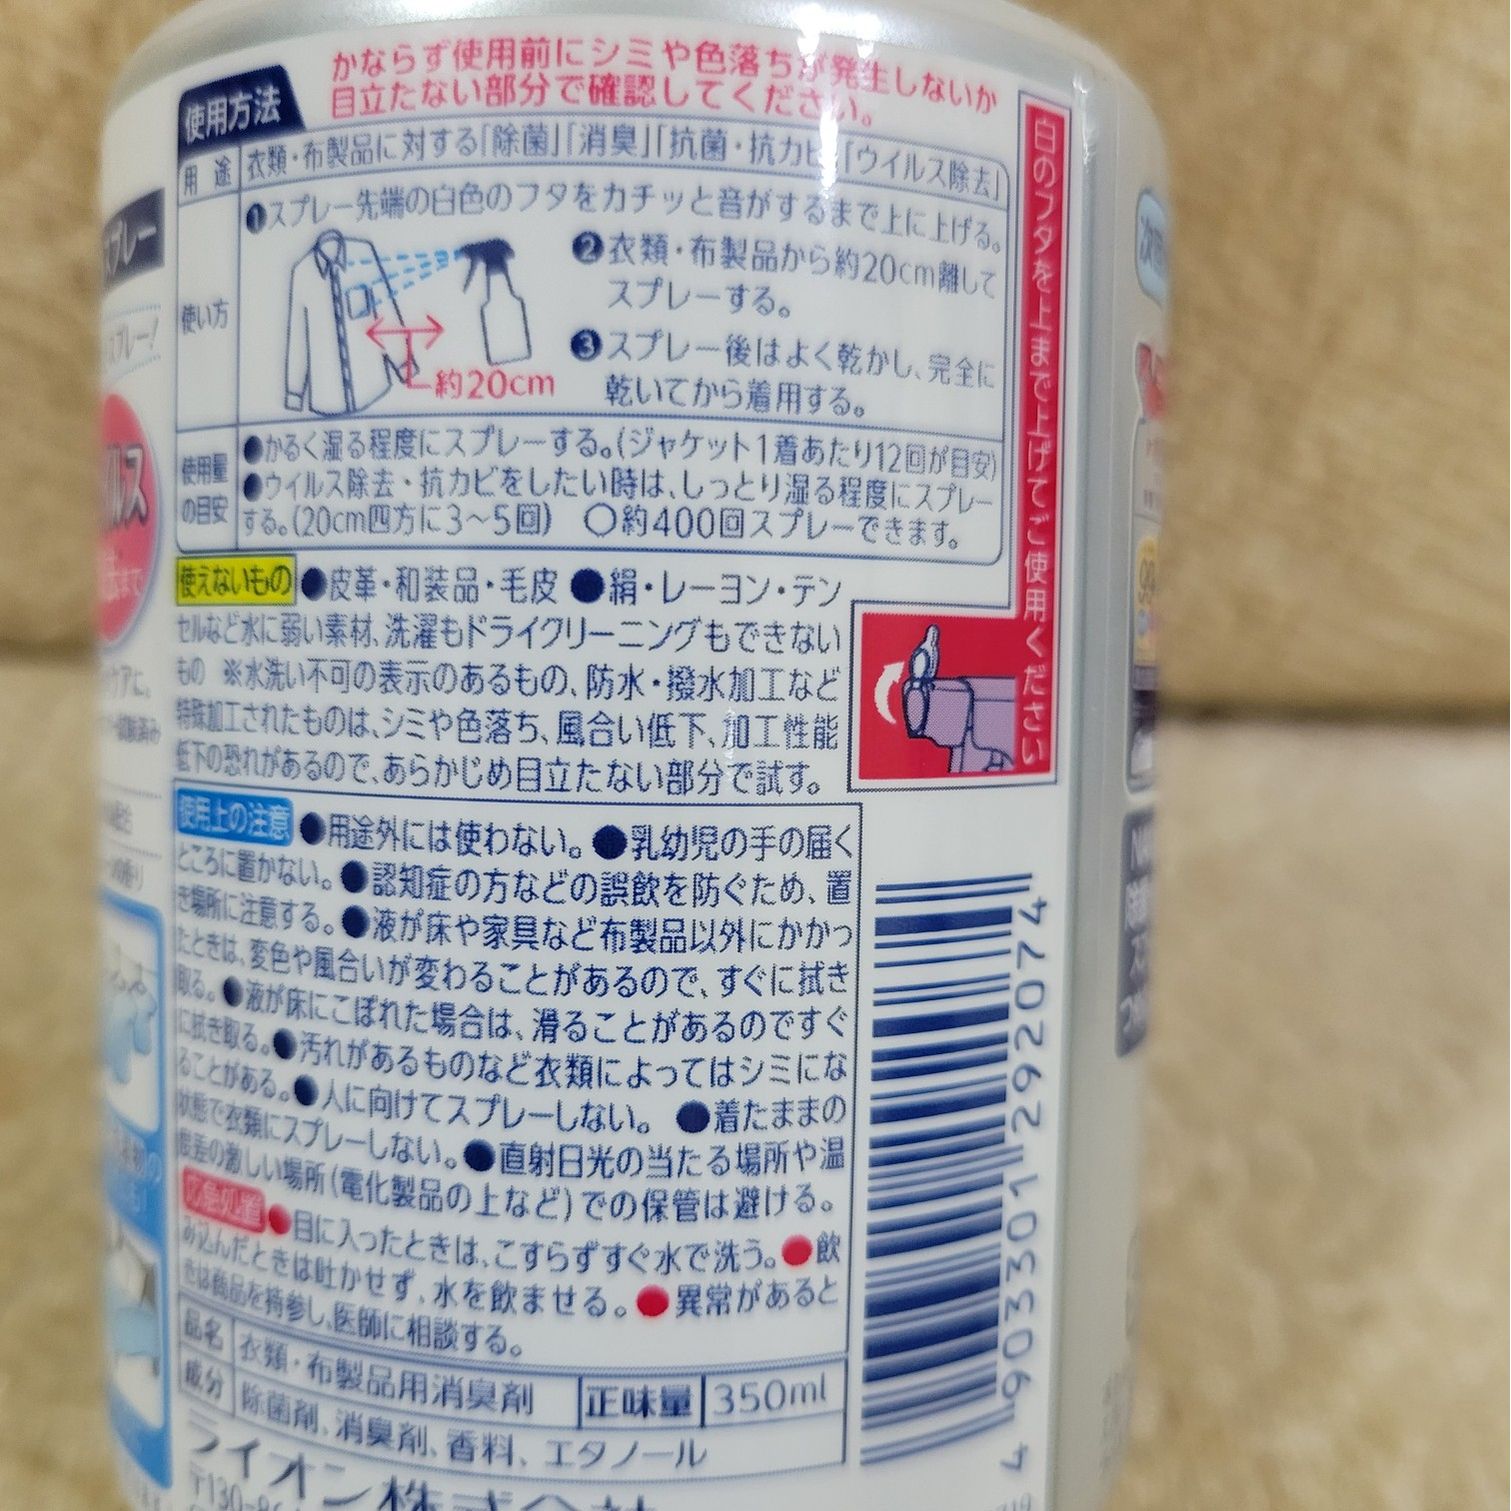 かならず使用前にシミや色落ちが発生しないか
目立たない部分で確認してください。
使用方法
用途 衣類・布製品に対する「除菌」「消臭」「抗菌・抗カビ」「ウイルス除去」
使い方
❶スプレー先端の白色のフタをカチッと音がするまで上に上げる。
❷衣類・布製品から約20cm離して
スプレーする。
❸スプレー後はよく乾かし、完全に
乾いてから着用する。
約20cm
使用量
の目安
●かるく湿る程度にスプレーする。(ジャケット1着あたり12回が目安)
●ウイルス除去・抗カビをしたい時は、しっとり湿る程度にスプレー
する。(20cm四方に3～5回) ○約400回スプレーできます。
白のフタを上まで上げてご使用ください
使えないもの ●皮革・和装品・毛皮 ●絹・レーヨン・テン
セルなど水に弱い素材、洗濯もドライクリーニングもできない
もの ※水洗い不可の表示のあるもの、防水・撥水加工など
特殊加工されたものは、シミや色落ち、風合い低下、加工性能
低下の恐れがあるので、あらかじめ目立たない部分で試す。
使用上の注意 ●用途外には使わない。●乳幼児の手の届く
ところに置かない。●認知症の方などの誤飲を防ぐため、置
き場所に注意する。●液が床や家具など布製品以外にかかっ
たときは、変色や風合いが変わることがあるので、すぐに拭き
取る。●液が床にこぼれた場合は、滑ることがあるのですぐ
に拭き取る。●汚れがあるものなど衣類によってはシミにな
ることがある。●人に向けてスプレーしない。●着たままの
状態で衣類にスプレーしない。●直射日光の当たる場所や温
度差の激しい場所(電化製品の上など)での保管は避ける。
応急処置 ●目に入ったときは、こすらずすぐ水で洗う。●飲
み込んだときは吐かせず、水を飲ませる。●異常があると
きは商品を持参し、医師に相談する。
品名 衣類・布製品用消臭剤 正味量 350ml
成分 除菌剤、消臭剤、香料、エタノール
ライオン株式会社
〒130-
4903301292074
スプレー
スプレー!